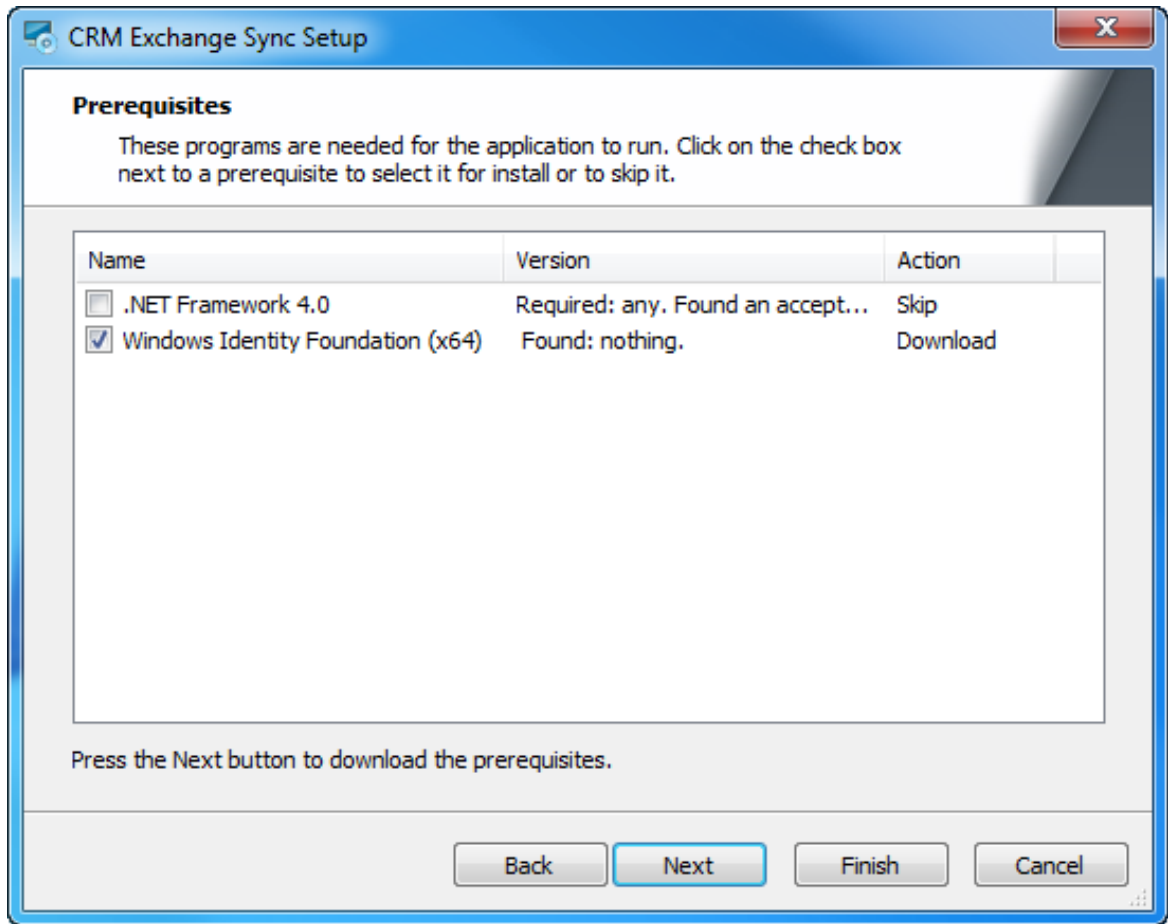 CRM Exchange Sync Setup
Prerequisites
These programs are needed for the application to run. Click on the check box
next to a prerequisite to select it for install or to skip it.
Name Version Action
.NET Framework 4.0 Required: any. Found an accept... Skip
Windows Identity Foundation (x64) Found: nothing. Download
Press the Next button to download the prerequisites.
Back Next Finish Cancel